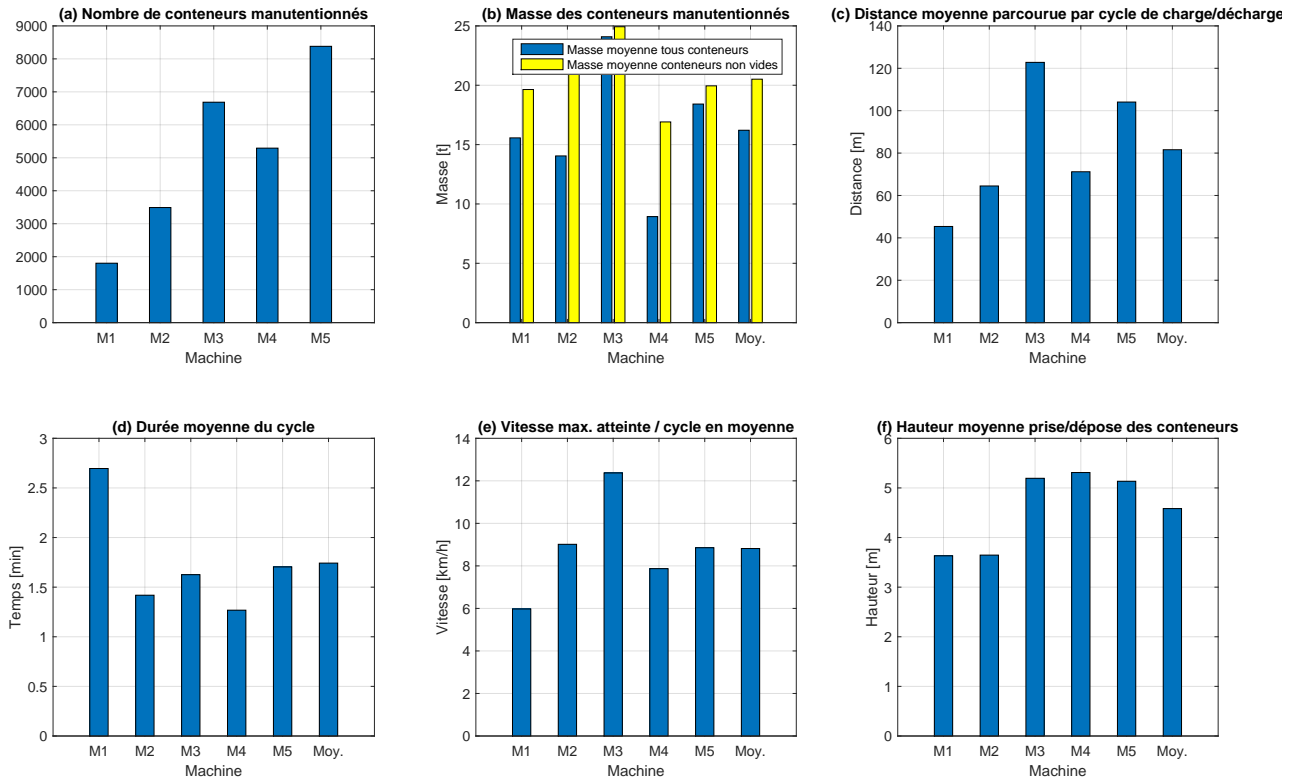 (a) Nombre de conteneurs manutentionnés
9000
8000
7000
6000
5000
4000
3000
2000
1000
0
M1 M2 M3 M4 M5
Machine
(b) Masse des conteneurs manutentionnés
Masse moyenne tous conteneurs
Masse moyenne conteneurs non vides
Masse [t]
25
20
15
10
5
0
M1 M2 M3 M4 M5 Moy.
Machine
(c) Distance moyenne parcourue par cycle de charge/décharge
Distance [m]
140
120
100
80
60
40
20
0
M1 M2 M3 M4 M5 Moy.
Machine
(d) Durée moyenne du cycle
Temps [min]
3
2.5
2
1.5
1
0.5
0
M1 M2 M3 M4 M5 Moy.
Machine
(e) Vitesse max. atteinte / cycle en moyenne
Vitesse [km/h]
14
12
10
8
6
4
2
0
M1 M2 M3 M4 M5 Moy.
Machine
(f) Hauteur moyenne prise/dépose des conteneurs
Hauteur [m]
6
5
4
3
2
1
0
M1 M2 M3 M4 M5 Moy.
Machine